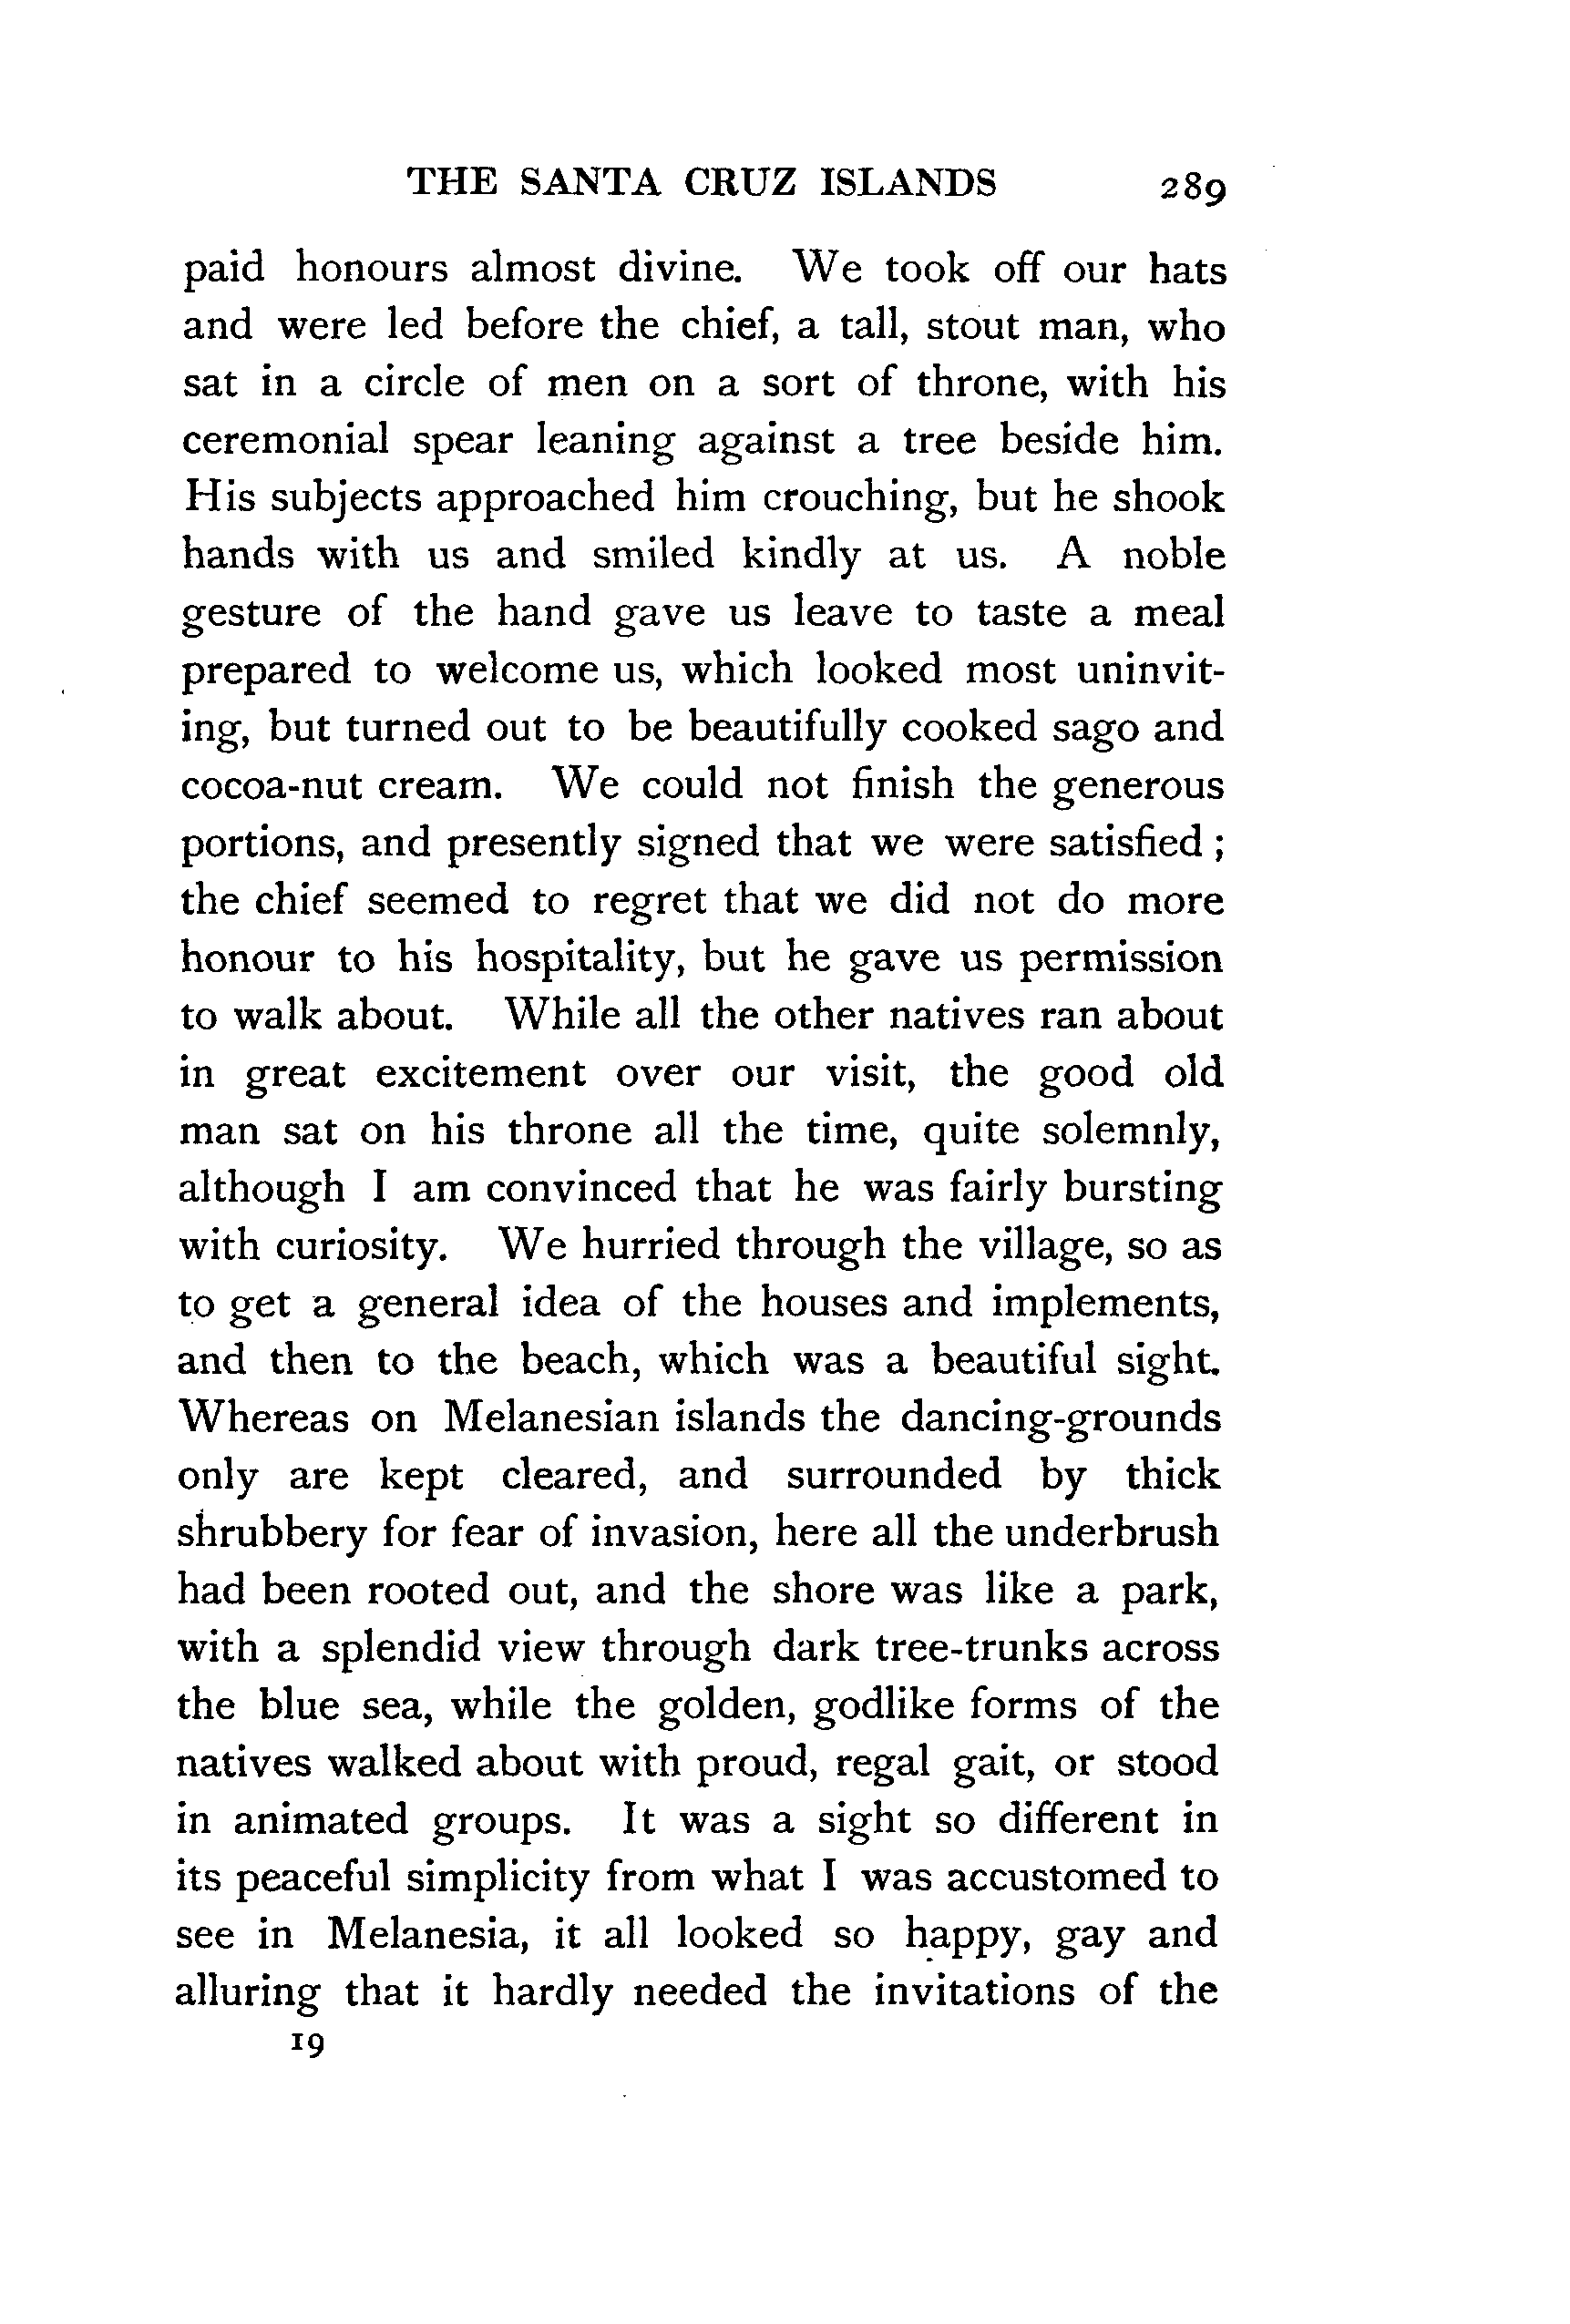 THE SANTA CRUZ ISLANDS 289
paid honours almost divine. We took off our hats
and were led before the chief, a tall, stout man, who
sat in a circle of men on a sort of throne, with his
ceremonial spear leaning against a tree beside him.
His subjects approached him crouching, but he shook
hands with us and smiled kindly at us. A noble
gesture of the hand gave us leave to taste a meal
prepared to welcome us, which looked most uninvit-
ing, but turned out to be beautifully cooked sago and
cocoa-nut cream. We could not finish the generous
portions, and presently signed that we were satisfied ;
the chief seemed to regret that we did not do more
honour to his hospitality, but he gave us permission
to walk about. While all the other natives ran about
in great excitement over our visit, the good old
man sat on his throne all the time, quite solemnly,
although I am convinced that he was fairly bursting
with curiosity. We hurried through the village, so as
to get a general idea of the houses and implements,
and then to the beach, which was a beautiful sight.
Whereas on Melanesian islands the dancing-grounds
only are kept cleared, and surrounded by thick
shrubbery for fear of invasion, here all the underbrush
had been rooted out, and the shore was like a park,
with a splendid view through dark tree-trunks across
the blue sea, while the golden, godlike forms of the
natives walked about with proud, regal gait, or stood
in animated groups. It was a sight so different in
its peaceful simplicity from what I was accustomed to
see in Melanesia, it all looked so happy, gay and
alluring that it hardly needed the invitations of the
19